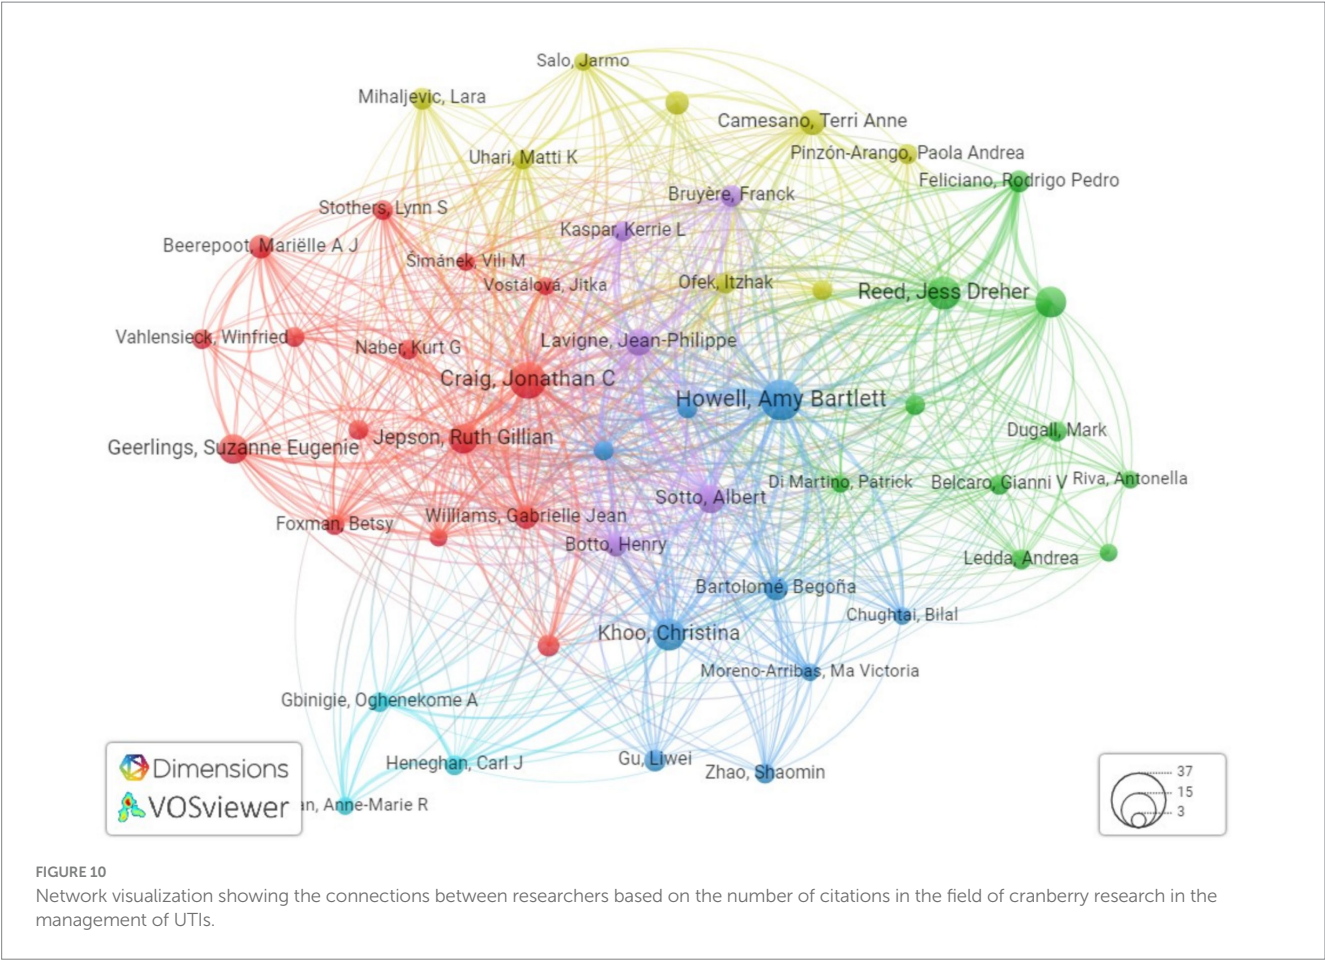 Salo, Jarmo
Mihaljevic, Lara
Camesano, Terri Anne
Uhari, Matti K
Pinzón-Arango, Paola Andrea
Feliciano, Rodrigo Pedro
Bruyère, Franck
Stothers, Lynn S
Kaspar, Kerrie L
Beerepoot, Mariëlle A J
Šimánek, Vili M
Vostálová, Jitka
Ofek, Itzhak
Reed, Jess Dreher
Vahlensieck, Winfried
Naber, Kurt G
Lavigne, Jean-Philippe
Craig, Jonathan C
Howell, Amy Bartlett
Dugall, Mark
Geerlings, Suzanne Eugenie
Jepson, Ruth Gillian
Di Martino, Patrick
Belcaro, Gianni V
Riva, Antonella
Sotto, Albert
Foxman, Betsy
Williams, Gabrielle Jean
Botto, Henry
Ledda, Andrea
Bartolomé, Begoña
Chughtai, Bilal
Khoo, Christina
Moreno-Arribas, Ma Victoria
Gbinigie, Oghenekome A
Heneghan, Carl J
Gu, Liwei
Zhao, Shaomin
an, Anne-Marie R
Dimensions
VOSviewer
37
15
3
FIGURE 10
Network visualization showing the connections between researchers based on the number of citations in the field of cranberry research in the
management of UTIs.